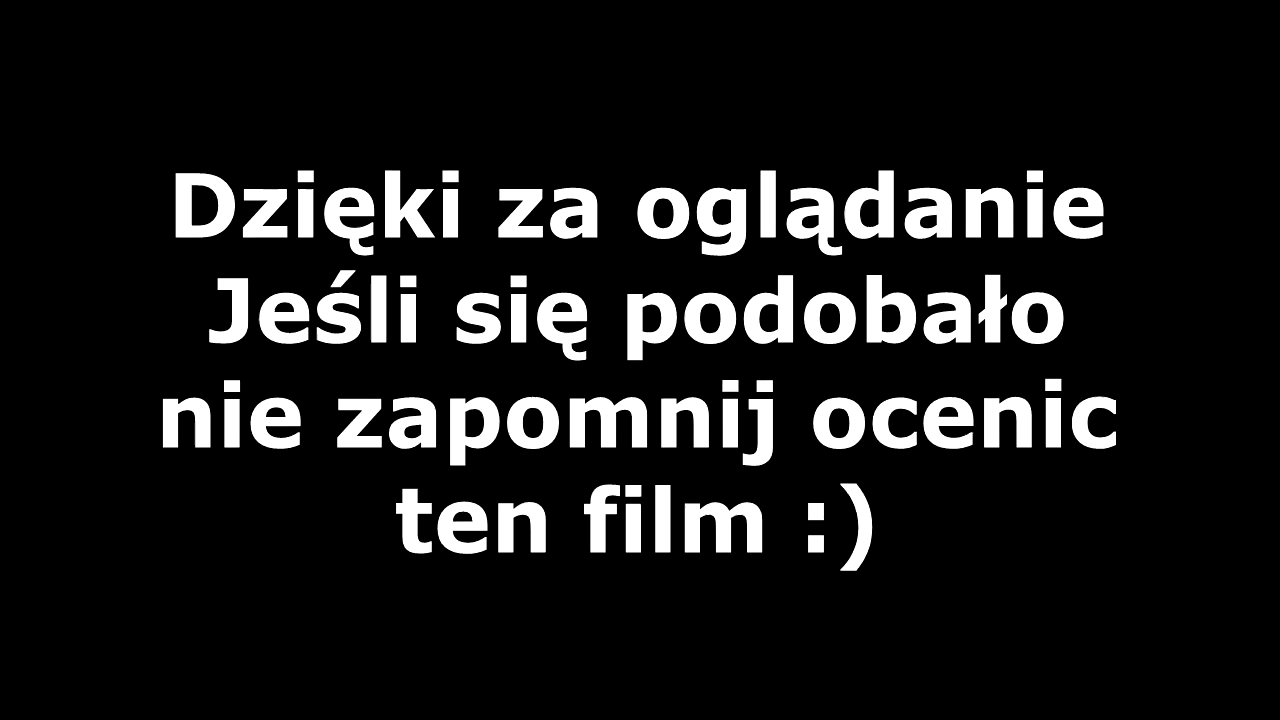 Dzięki za oglądanie
Jeśli się podobało
nie zapomnij ocenic
ten film :)